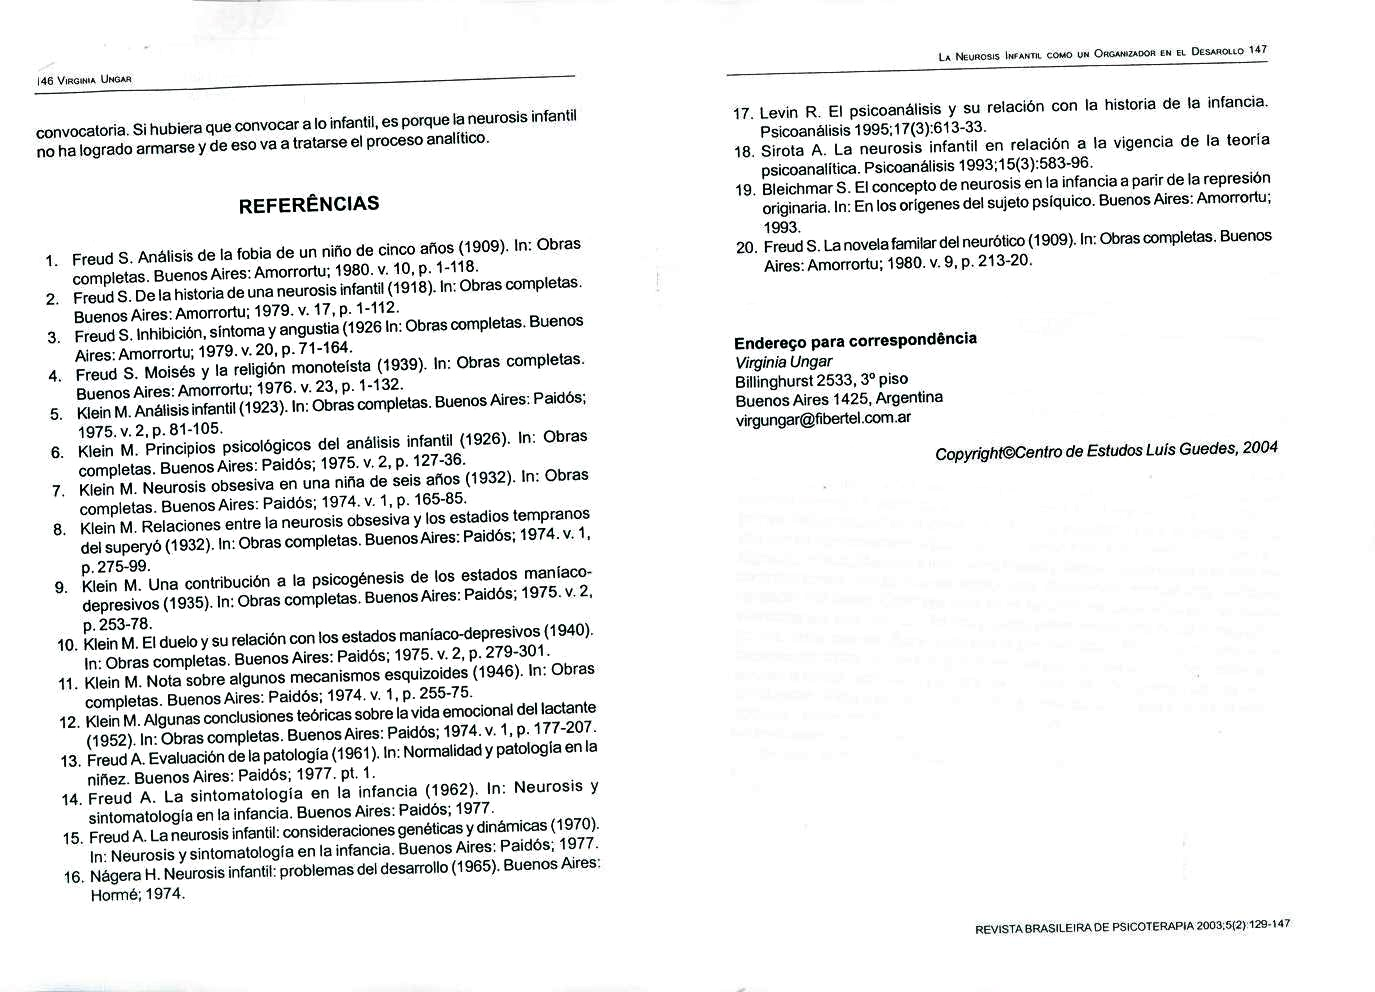 146 Virginia Ungar
convocatoria. Si hubiera que convocar a lo infantil, es porque la neurosis infantil
no ha logrado armarse y de eso va a tratarse el proceso analítico.
REFERÊNCIAS
1. Freud S. Análisis de la fobia de un niño de cinco años (1909). In: Obras
completas. Buenos Aires: Amorrortu; 1980. v. 10, p. 1-118.
2. Freud S. De la historia de una neurosis infantil (1918). In: Obras completas.
Buenos Aires: Amorrortu; 1979. v. 17, p. 1-112.
3. Freud S. Inhibición, síntoma y angustia (1926 In: Obras completas. Buenos
Aires: Amorrortu; 1979. v. 20, p. 71-164.
4. Freud S. Moisés y la religión monoteísta (1939). In: Obras completas.
Buenos Aires: Amorrortu; 1976. v. 23, p. 1-132.
5. Klein M. Análisis infantil (1923). In: Obras completas. Buenos Aires: Paidós;
1975. v. 2, p. 81-105.
6. Klein M. Principios psicológicos del análisis infantil (1926). In: Obras
completas. Buenos Aires: Paidós; 1975. v. 2, p. 127-36.
7. Klein M. Neurosis obsesiva en una niña de seis años (1932). In: Obras
completas. Buenos Aires: Paidós; 1974. v. 1, p. 165-85.
8. Klein M. Relaciones entre la neurosis obsesiva y los estadios tempranos
del superyó (1932). In: Obras completas. Buenos Aires: Paidós; 1974. v. 1,
p. 275-99.
9. Klein M. Una contribución a la psicogénesis de los estados maníaco-
depresivos (1935). In: Obras completas. Buenos Aires: Paidós; 1975. v. 2,
p. 253-78.
10. Klein M. El duelo y su relación con los estados maníaco-depresivos (1940).
In: Obras completas. Buenos Aires: Paidós; 1975. v. 2, p. 279-301.
11. Klein M. Nota sobre algunos mecanismos esquizoides (1946). In: Obras
completas. Buenos Aires: Paidós; 1974. v. 1, p. 255-75.
12. Klein M. Algunas conclusiones teóricas sobre la vida emocional del lactante
(1952). In: Obras completas. Buenos Aires: Paidós; 1974. v. 1, p. 177-207.
13. Freud A. Evaluación de la patología (1961). In: Normalidad y patología en la
niñez. Buenos Aires: Paidós; 1977. pt. 1.
14. Freud A. La sintomatología en la infancia (1962). In: Neurosis y
sintomatología en la infancia. Buenos Aires: Paidós; 1977.
15. Freud A. La neurosis infantil: consideraciones genéticas y dinámicas (1970).
In: Neurosis y sintomatología en la infancia. Buenos Aires: Paidós; 1977.
16. Nágera H. Neurosis infantil: problemas del desarrollo (1965). Buenos Aires:
Hormé; 1974.
La Neurosis Infantil como un Organizador en el Desarollo 147
17. Levin R. El psicoanálisis y su relación con la historia de la infancia.
Psicoanálisis 1995;17(3):613-33.
18. Sirota A. La neurosis infantil en relación a la vigencia de la teoría
psicoanalítica. Psicoanálisis 1993;15(3):583-96.
19. Bleichmar S. El concepto de neurosis en la infancia a parir de la represión
originaria. In: En los orígenes del sujeto psíquico. Buenos Aires: Amorrortu;
1993.
20. Freud S. La novela familar del neurótico (1909). In: Obras completas. Buenos
Aires: Amorrortu; 1980. v. 9, p. 213-20.
Endereço para correspondência
Virginia Ungar
Billinghurst 2533, 3º piso
Buenos Aires 1425, Argentina
virgungar@fibertel.com.ar
Copyright©Centro de Estudos Luís Guedes, 2004
REVISTA BRASILEIRA DE PSICOTERAPIA 2003;5(2):129-147